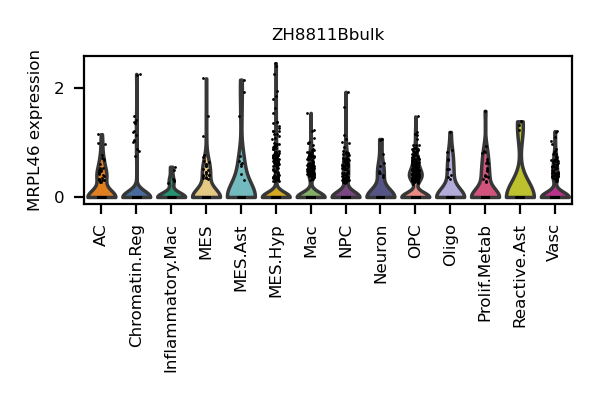 ZH8811Bbulk
MRPL46 expression
2
0
AC
Chromatin.Reg
Inflammatory.Mac
MES
MES.Ast
MES.Hyp
Mac
NPC
Neuron
OPC
Oligo
Prolif.Metab
Reactive.Ast
Vasc